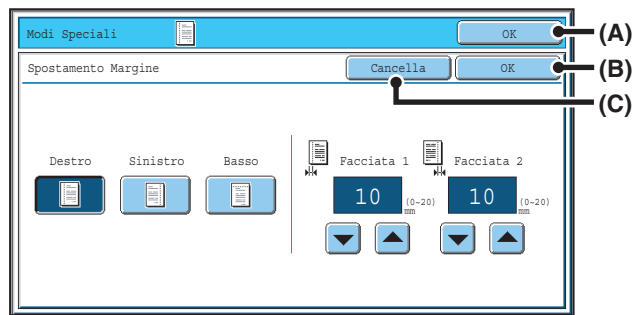 Modi Speciali OK (A)
Spostamento Margine Cancella OK (B)
(C)
Destro Sinistro Basso Facciata 1 Facciata 2
10 (0~20) mm 10 (0~20) mm